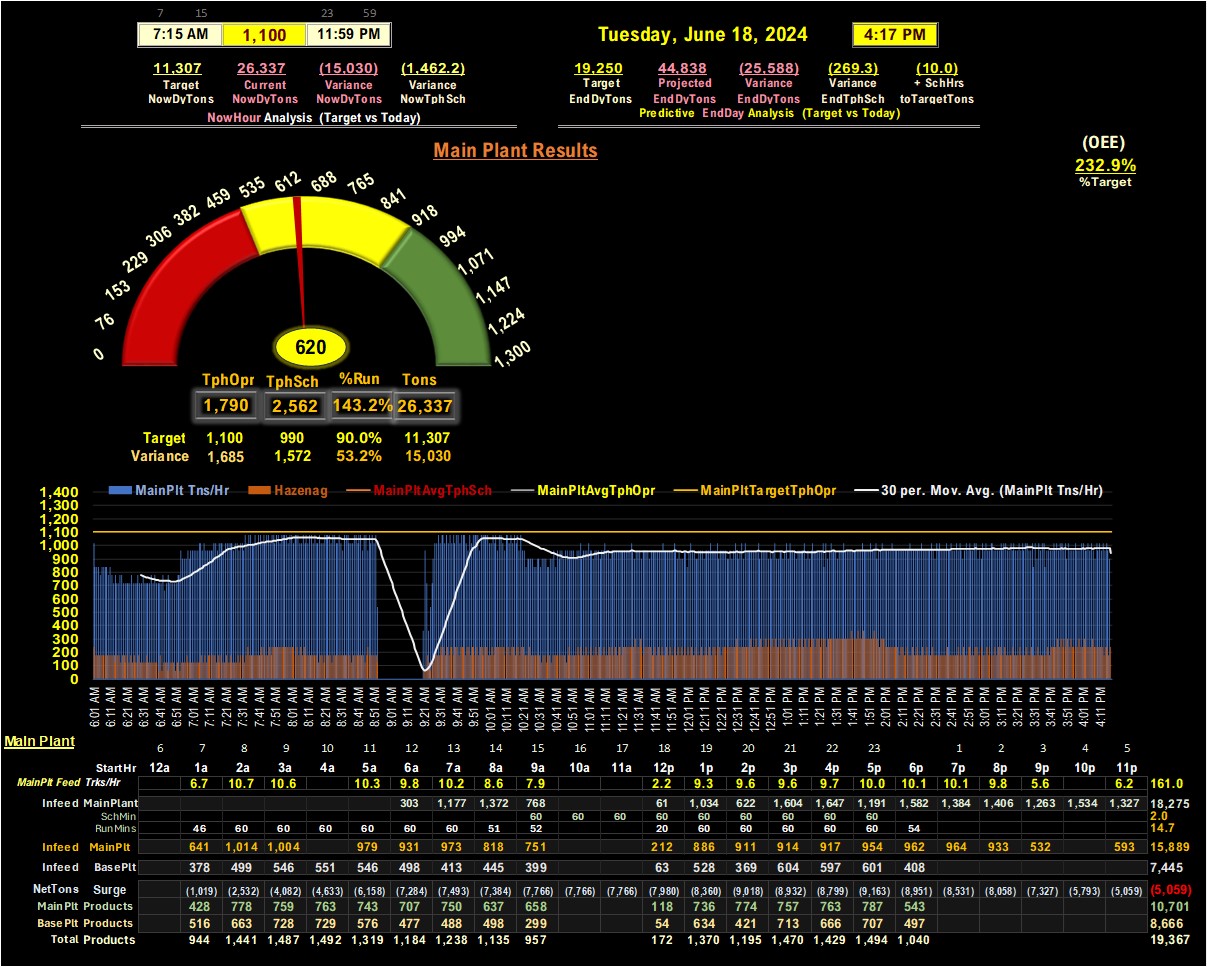 7 15 23 59
7:15 AM 1,100 11:59 PM
Tuesday, June 18, 2024 4:17 PM
11,307 26,337 (15,030) (1,462.2)
Target Current Variance Variance
NowDyTons NowDyTons NowDyTons NowTphSch
NowHour Analysis (Target vs Today)
19,250 44,838 (25,588) (269.3) (10.0)
Target Projected Variance Variance + SchHrs
EndDyTons EndDyTons EndDyTons EndTphSch toTargetTons
Predictive EndDay Analysis (Target vs Today)
Main Plant Results
(OEE)
232.9%
%Target
0 76 153 229 306 382 459 535 612 688 765 841 918 994 1,071 1,147 1,224 1,300
620
TphOpr TphSch %Run Tons
1,790 2,562 143.2% 26,337
Target 1,100 990 90.0% 11,307
Variance 1,685 1,572 53.2% 15,030
MainPlt Tns/Hr Hazenag MainPltAvgTphSch MainPltAvgTphOpr MainPltTargetTphOpr 30 per. Mov. Avg. (MainPlt Tns/Hr)
1,400
1,300
1,200
1,100
1,000
900
800
700
600
500
400
300
200
100
0
6:01 AM 6:11 AM 6:21 AM 6:31 AM 6:41 AM 6:51 AM 7:01 AM 7:11 AM 7:21 AM 7:31 AM 7:41 AM 7:51 AM 8:01 AM 8:11 AM 8:21 AM 8:31 AM 8:41 AM 8:51 AM 9:01 AM 9:11 AM 9:21 AM 9:31 AM 9:41 AM 9:51 AM 10:01 AM 10:11 AM 10:21 AM 10:31 AM 10:41 AM 10:51 AM 11:01 AM 11:11 AM 11:21 AM 11:31 AM 11:41 AM 11:51 AM 12:01 PM 12:11 PM 12:21 PM 12:31 PM 12:41 PM 12:51 PM 1:01 PM 1:11 PM 1:21 PM 1:31 PM 1:41 PM 1:51 PM 2:01 PM 2:11 PM 2:21 PM 2:31 PM 2:41 PM 2:51 PM 3:01 PM 3:11 PM 3:21 PM 3:31 PM 3:41 PM 3:51 PM 4:01 PM 4:11 PM
Main Plant
6 7 8 9 10 11 12 13 14 15 16 17 18 19 20 21 22 23 1 2 3 4 5
StartHr 12a 1a 2a 3a 4a 5a 6a 7a 8a 9a 10a 11a 12p 1p 2p 3p 4p 5p 6p 7p 8p 9p 10p 11p
MainPlt Feed Trks/Hr 6.7 10.7 10.6 10.3 9.8 10.2 8.6 7.9 2.2 9.3 9.6 9.6 9.7 10.0 10.1 10.1 9.8 5.6 6.2 161.0
Infeed MainPlant 303 1,177 1,372 768 61 1,034 622 1,604 1,647 1,191 1,582 1,384 1,406 1,263 1,534 1,327 18,275
SchMin 60 60 60 60 60 60 60 60 60 2.0
RunMins 46 60 60 60 60 60 60 51 52 20 60 60 60 60 60 54 14.7
Infeed MainPlt 641 1,014 1,004 979 931 973 818 751 212 886 911 914 917 954 962 964 933 532 593 15,889
Infeed BasePlt 378 499 546 551 546 498 413 445 399 63 528 369 604 597 601 408 7,445
NetTons Surge (1,019) (2,532) (4,082) (4,633) (6,158) (7,284) (7,493) (7,384) (7,766) (7,766) (7,766) (7,980) (8,360) (9,018) (8,932) (8,799) (9,163) (8,951) (8,531) (8,058) (7,327) (5,793) (5,059) (5,059)
MainPlt Products 428 778 759 763 743 707 750 637 658 118 736 774 757 763 787 543 10,701
BasePlt Products 516 663 728 729 576 477 488 498 299 54 634 421 713 666 707 497 8,666
Total Products 944 1,441 1,487 1,492 1,319 1,184 1,238 1,135 957 172 1,370 1,195 1,470 1,429 1,494 1,040 19,367